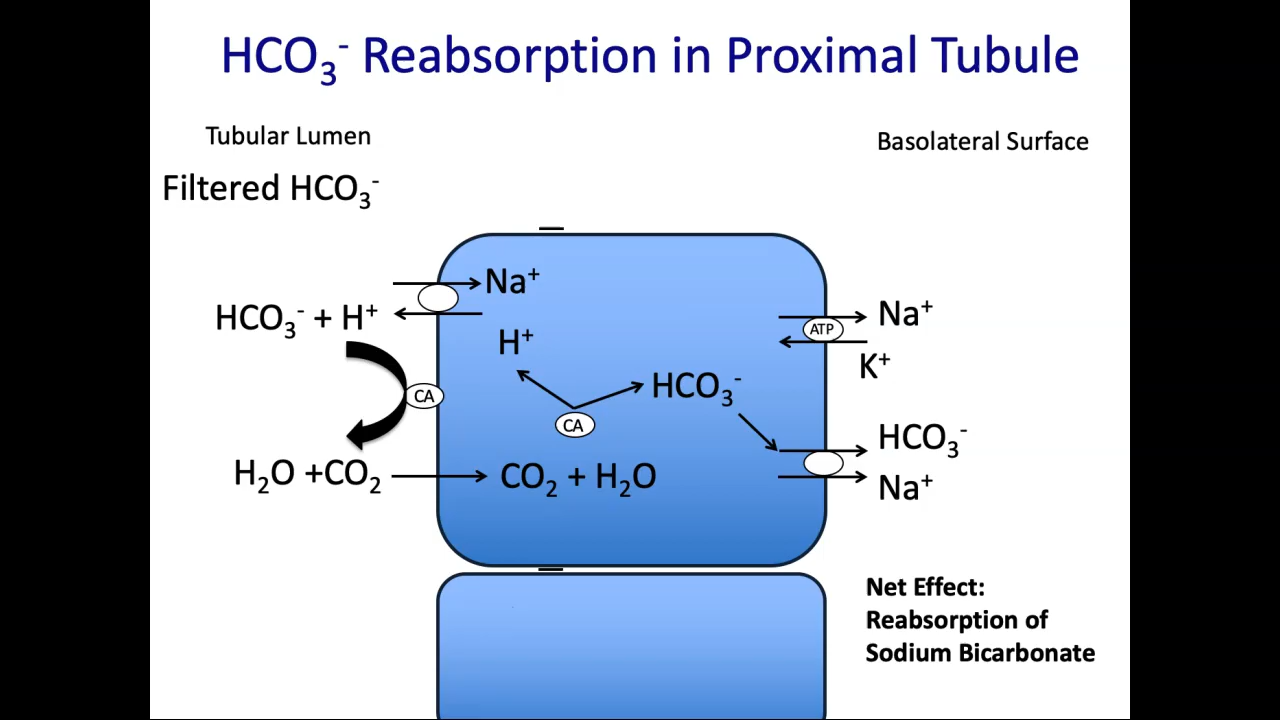 HCO₃⁻ Reabsorption in Proximal Tubule
Tubular Lumen
Basolateral Surface
Filtered HCO₃⁻
Na⁺
HCO₃⁻ + H⁺
H⁺
Na⁺
ATP
K⁺
HCO₃⁻
CA
CA
HCO₃⁻
H₂O +CO₂
CO₂ + H₂O
Na⁺
Net Effect:
Reabsorption of
Sodium Bicarbonate